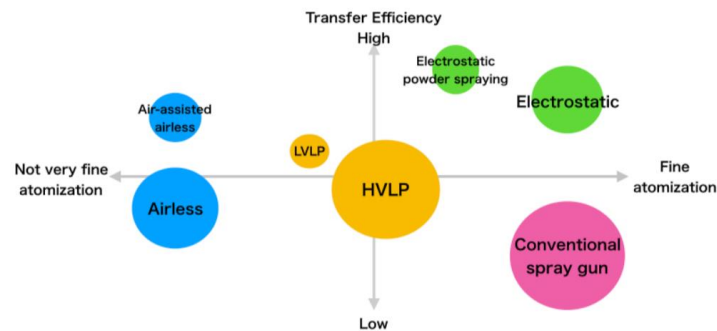 Transfer Efficiency
High
Electrostatic
powder spraying
Electrostatic
Air-assisted
airless
LVLP
Not very fine
atomization
Fine
atomization
HVLP
Airless
Conventional
spray gun
Low